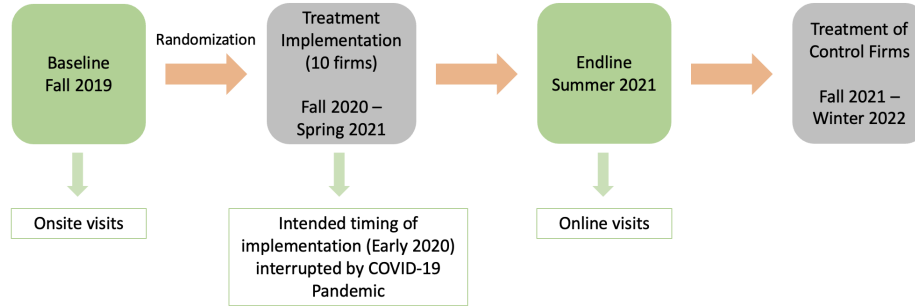 Baseline
Fall 2019
Randomization
Treatment
Implementation
(10 firms)
Fall 2020 –
Spring 2021
Endline
Summer 2021
Treatment of
Control Firms
Fall 2021 –
Winter 2022
Onsite visits
Intended timing of
implementation (Early 2020)
interrupted by COVID-19
Pandemic
Online visits